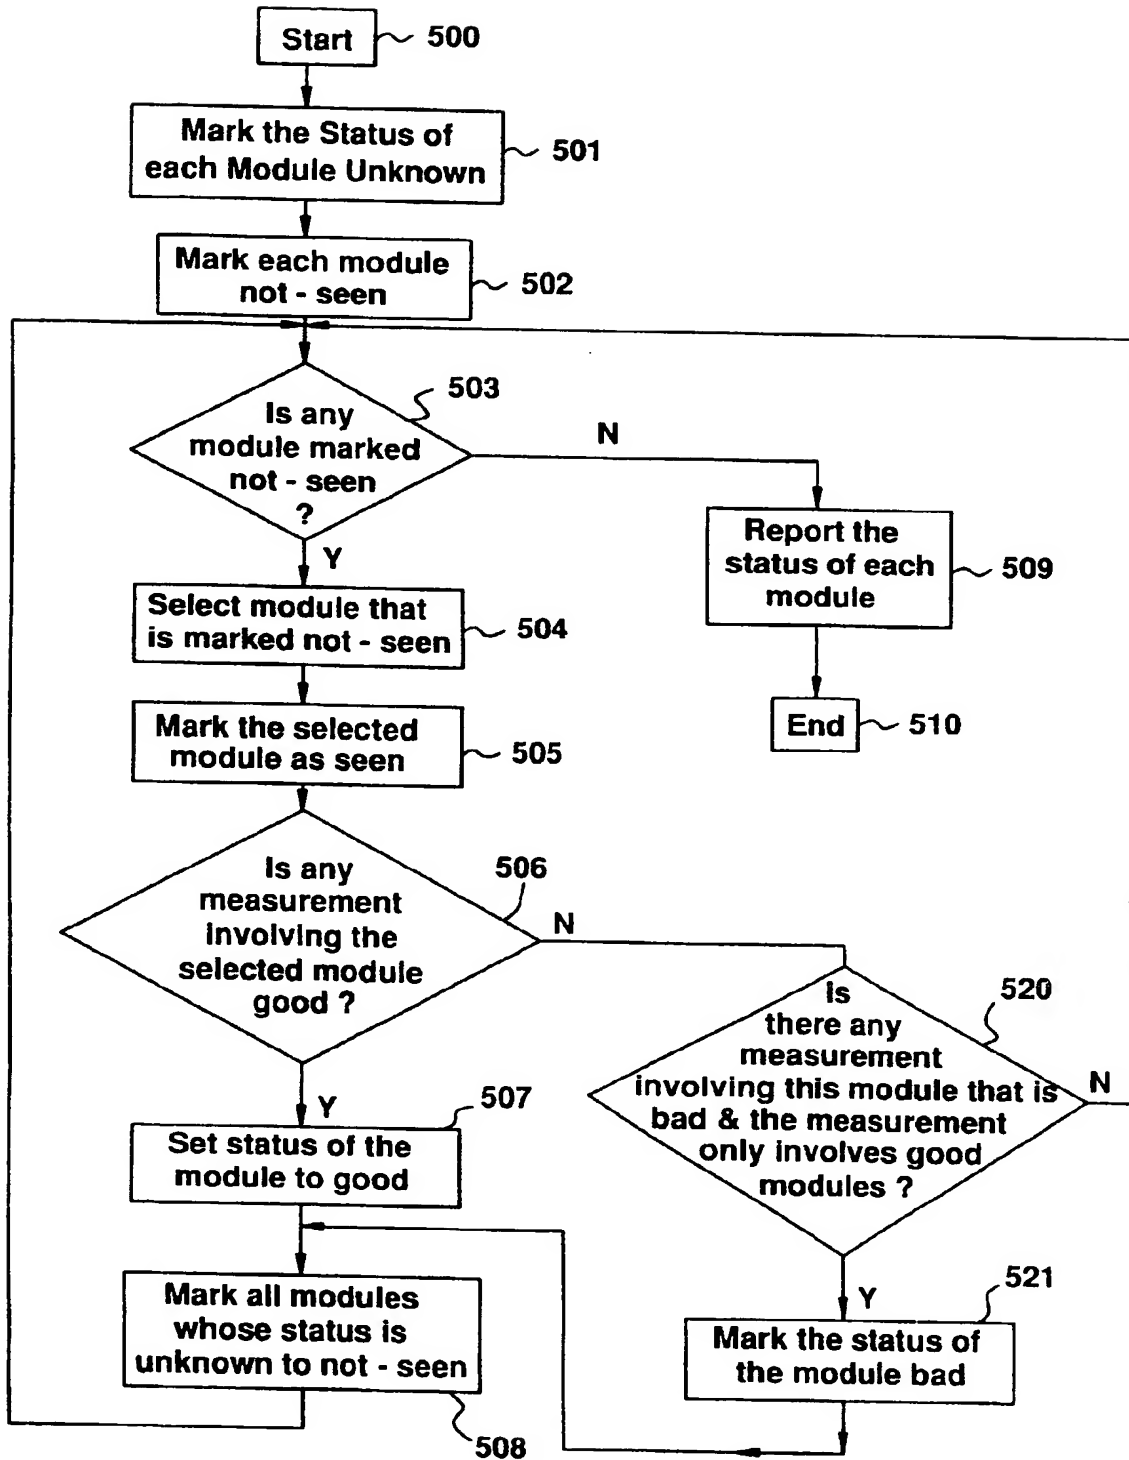 Start
500
Mark the Status of
each Module Unknown
501
Mark each module
not - seen
502
503
Is any
module marked
not - seen
?
N
Y
Report the
status of each
module
509
Select module that
is marked not - seen
504
End
510
Mark the selected
module as seen
505
506
Is any
measurement
involving the
selected module
good ?
N
Y
520
Is
there any
measurement
involving this module that is
bad & the measurement
only involves good
modules ?
N
Y
507
Set status of the
module to good
521
Mark the status of
the module bad
Mark all modules
whose status is
unknown to not - seen
508